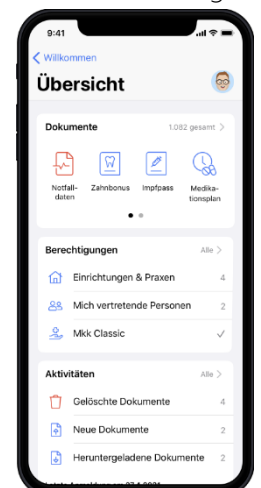 9:41
Willkommen
Übersicht
Dokumente 1.082 gesamt
Notfall-
daten
Zahnbonus
Impfpass
Medika-
tionsplan
Berechtigungen Alle
Einrichtungen & Praxen 4
Mich vertretende Personen 2
Mkk Classic
Aktivitäten Alle
Gelöschte Dokumente 4
Neue Dokumente 2
Heruntergeladene Dokumente 2